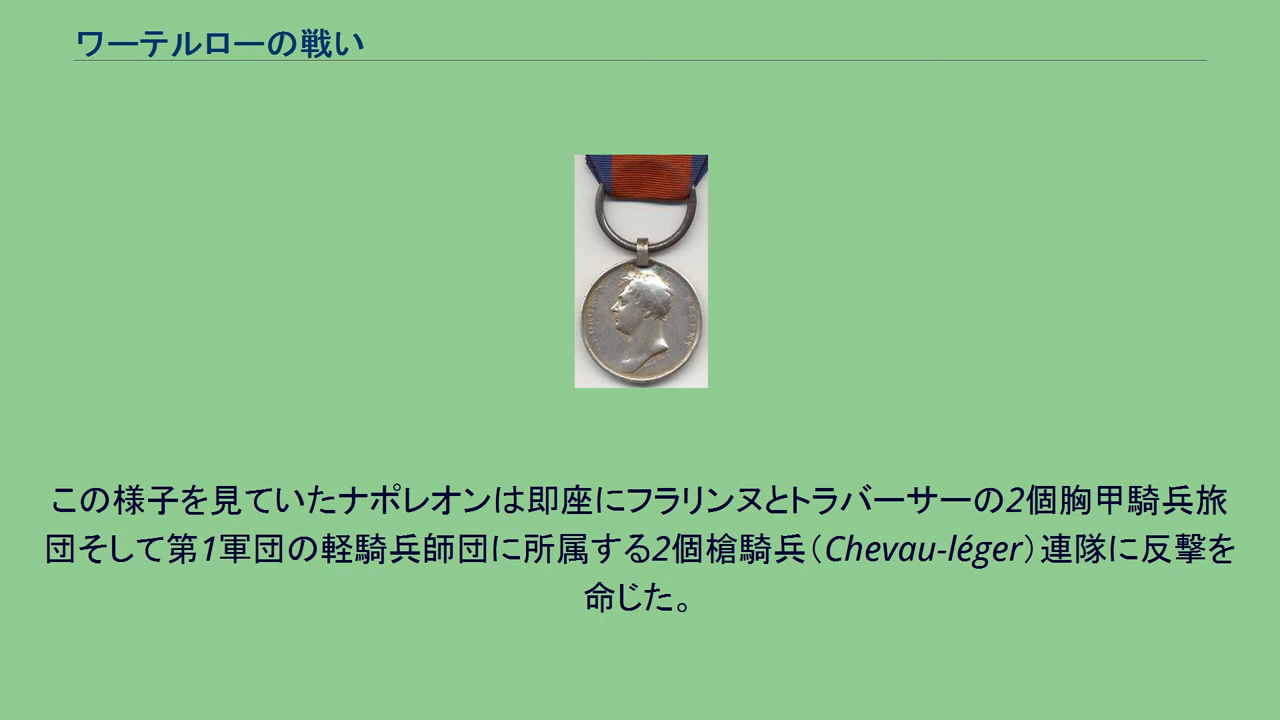 ワーテルローの戦い
この様子を見ていたナポレオンは即座にフラリンヌとトラバーサーの2個胸甲騎兵旅
団そして第1軍団の軽騎兵師団に所属する2個槍騎兵（Chevau-léger）連隊に反撃を
命じた。